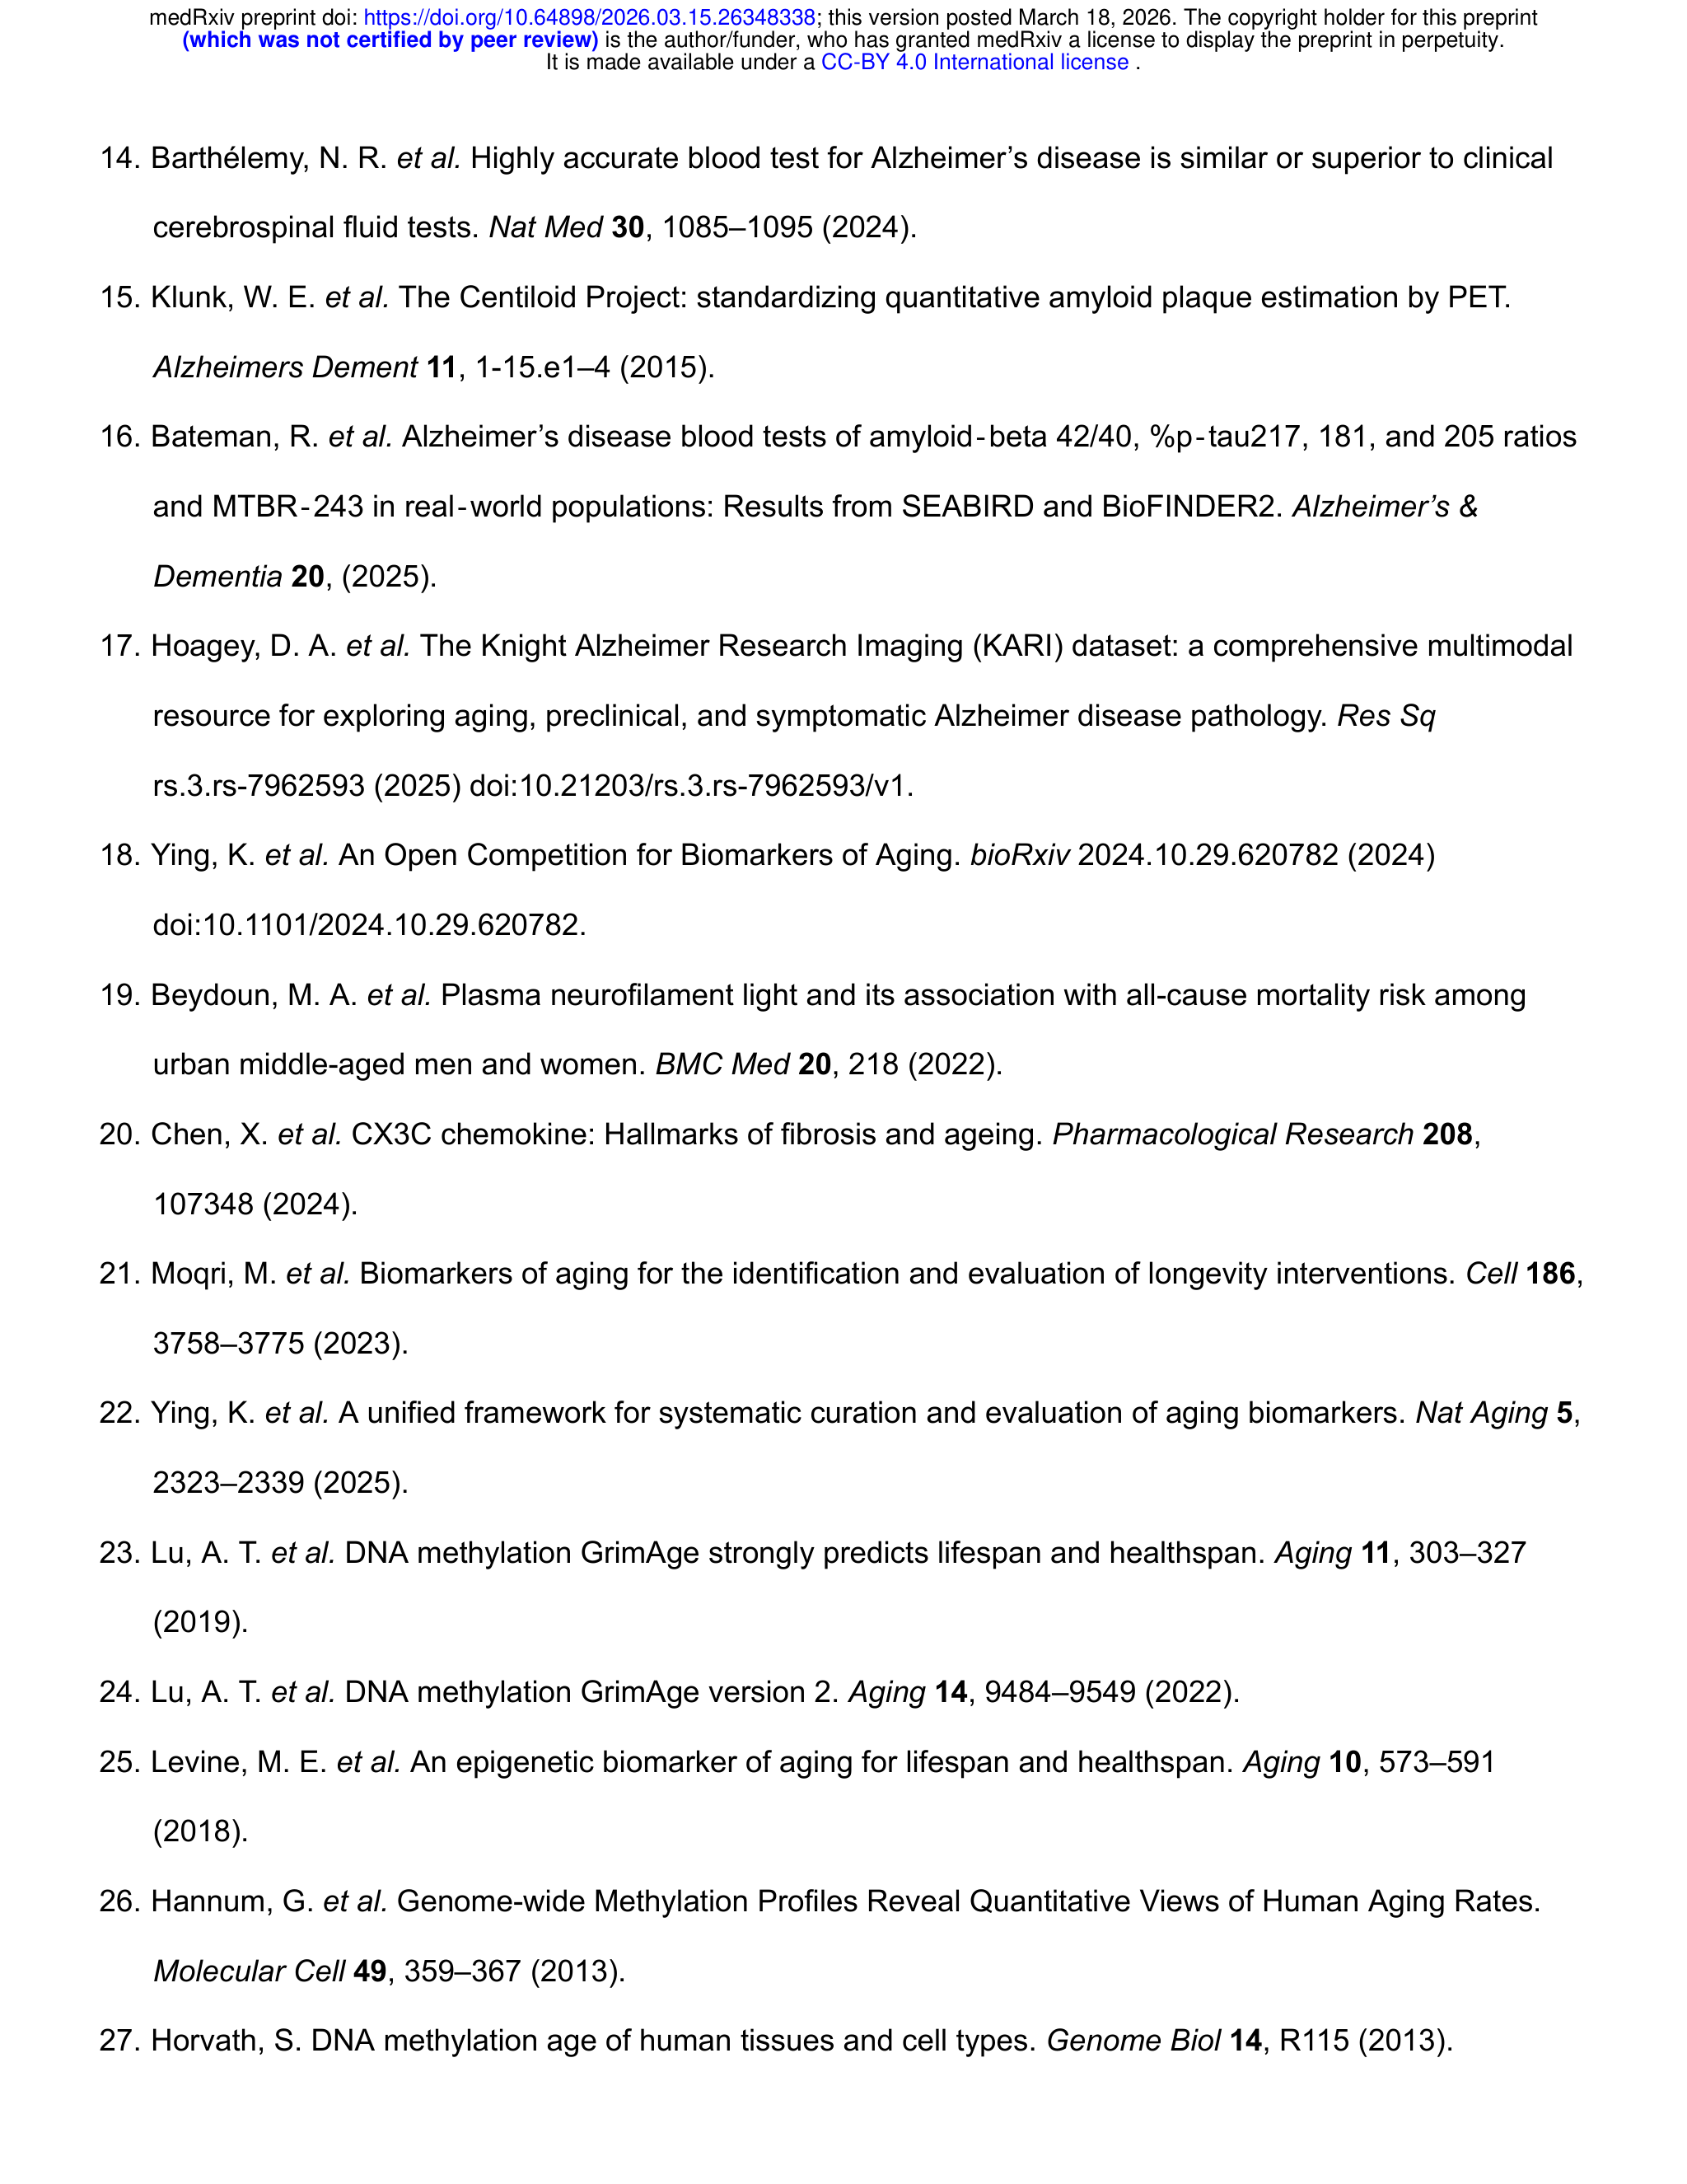 medRxiv preprint doi: https://doi.org/10.64898/2026.03.15.26348338; this version posted March 18, 2026. The copyright holder for this preprint
(which was not certified by peer review) is the author/funder, who has granted medRxiv a license to display the preprint in perpetuity.
It is made available under a CC-BY 4.0 International license .
14. Barthélemy, N. R. et al. Highly accurate blood test for Alzheimer’s disease is similar or superior to clinical
cerebrospinal fluid tests. Nat Med 30, 1085–1095 (2024).
15. Klunk, W. E. et al. The Centiloid Project: standardizing quantitative amyloid plaque estimation by PET.
Alzheimers Dement 11, 1-15.e1–4 (2015).
16. Bateman, R. et al. Alzheimer’s disease blood tests of amyloid-beta 42/40, %p-tau217, 181, and 205 ratios
and MTBR-243 in real-world populations: Results from SEABIRD and BioFINDER2. Alzheimer’s &
Dementia 20, (2025).
17. Hoagey, D. A. et al. The Knight Alzheimer Research Imaging (KARI) dataset: a comprehensive multimodal
resource for exploring aging, preclinical, and symptomatic Alzheimer disease pathology. Res Sq
rs.3.rs-7962593 (2025) doi:10.21203/rs.3.rs-7962593/v1.
18. Ying, K. et al. An Open Competition for Biomarkers of Aging. bioRxiv 2024.10.29.620782 (2024)
doi:10.1101/2024.10.29.620782.
19. Beydoun, M. A. et al. Plasma neurofilament light and its association with all-cause mortality risk among
urban middle-aged men and women. BMC Med 20, 218 (2022).
20. Chen, X. et al. CX3C chemokine: Hallmarks of fibrosis and ageing. Pharmacological Research 208,
107348 (2024).
21. Moqri, M. et al. Biomarkers of aging for the identification and evaluation of longevity interventions. Cell 186,
3758–3775 (2023).
22. Ying, K. et al. A unified framework for systematic curation and evaluation of aging biomarkers. Nat Aging 5,
2323–2339 (2025).
23. Lu, A. T. et al. DNA methylation GrimAge strongly predicts lifespan and healthspan. Aging 11, 303–327
(2019).
24. Lu, A. T. et al. DNA methylation GrimAge version 2. Aging 14, 9484–9549 (2022).
25. Levine, M. E. et al. An epigenetic biomarker of aging for lifespan and healthspan. Aging 10, 573–591
(2018).
26. Hannum, G. et al. Genome-wide Methylation Profiles Reveal Quantitative Views of Human Aging Rates.
Molecular Cell 49, 359–367 (2013).
27. Horvath, S. DNA methylation age of human tissues and cell types. Genome Biol 14, R115 (2013).